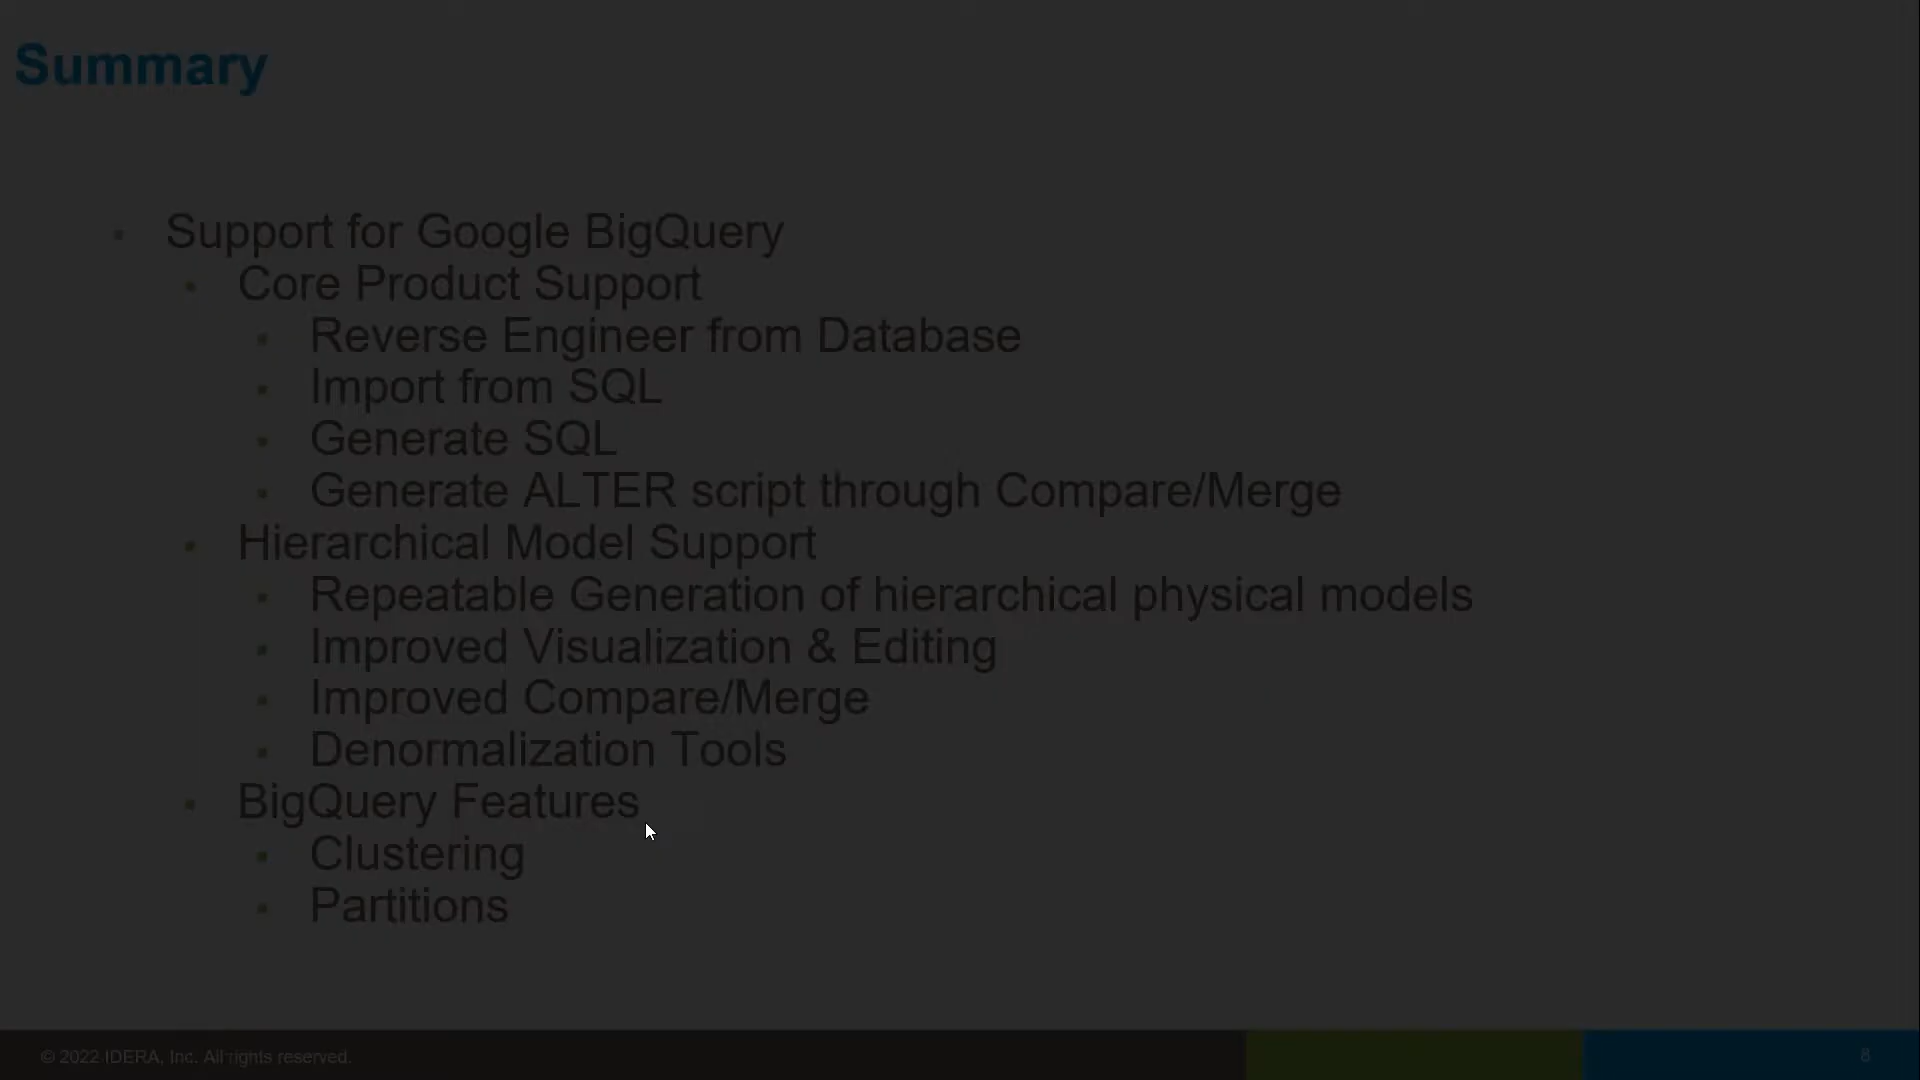 Summary
Support for Google BigQuery
Core Product Support
Reverse Engineer from Database
Import from SQL
Generate SQL
Generate ALTER script through Compare/Merge
Hierarchical Model Support
Repeatable Generation of hierarchical physical models
Improved Visualization & Editing
Improved Compare/Merge
Denormalization Tools
BigQuery Features
Clustering
Partitions
© 2022 IDERA, Inc. All rights reserved.
8